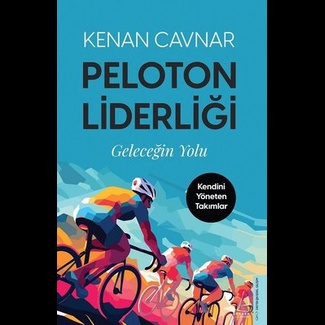 KENAN CAVNAR
PELOTON
LİDERLİĞİ
Geleceğin Yolu
Kendini
Yöneten
Takımlar